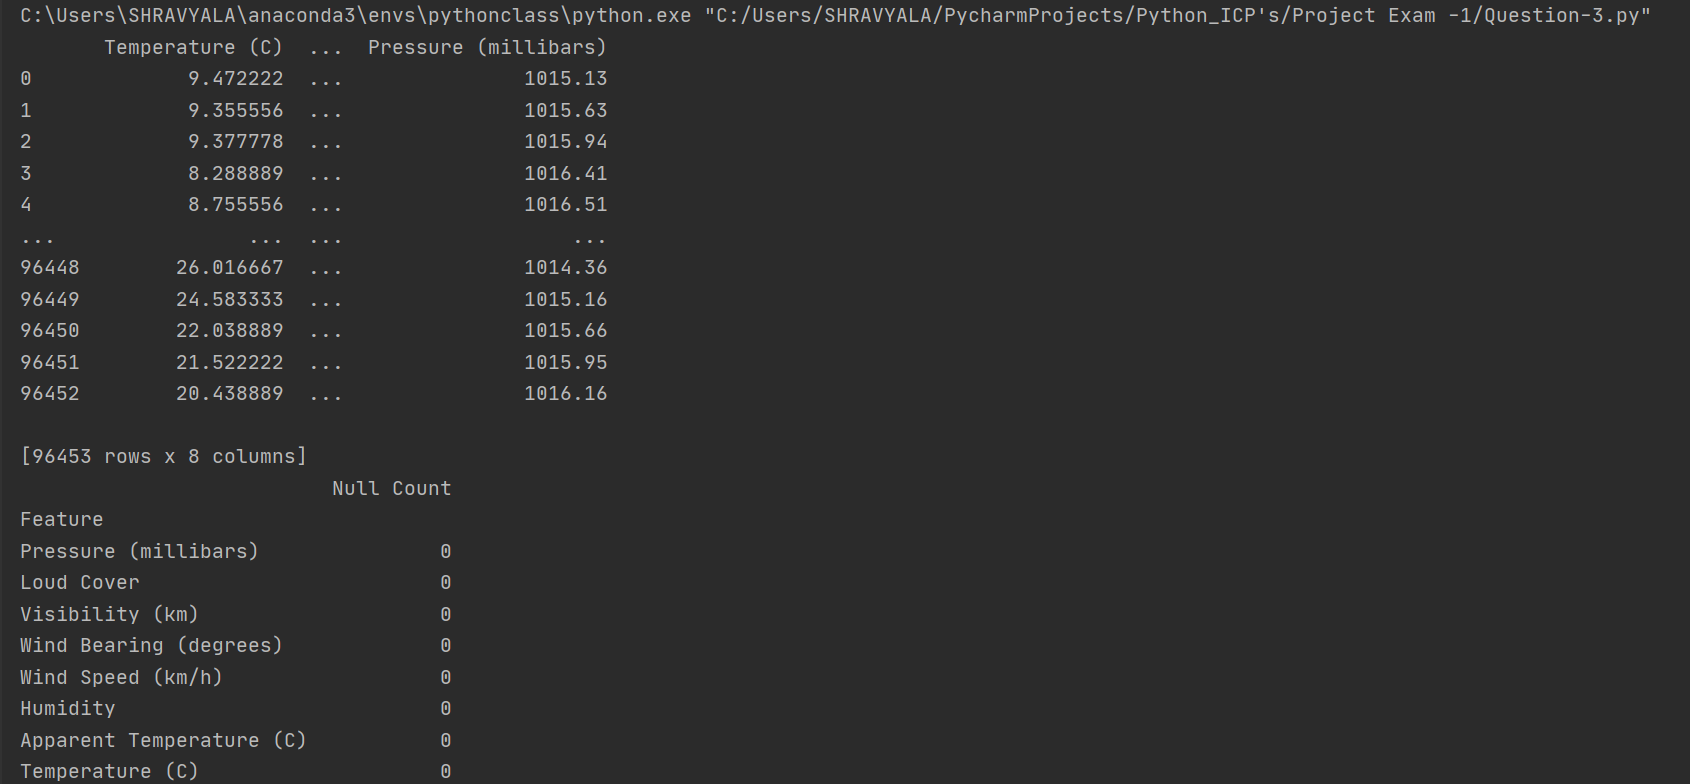 C:\Users\SHRAVYALA\anaconda3\envs\pythonclass\python.exe "C:/Users/SHRAVYALA/PycharmProjects/Python_ICP's/Project Exam -1/Question-3.py"
       Temperature (C)  ...  Pressure (millibars)
0             9.472222  ...               1015.13
1             9.355556  ...               1015.63
2             9.377778  ...               1015.94
3             8.288889  ...               1016.41
4             8.755556  ...               1016.51
...                ...  ...                   ...
96448        26.016667  ...               1014.36
96449        24.583333  ...               1015.16
96450        22.038889  ...               1015.66
96451        21.522222  ...               1015.95
96452        20.438889  ...               1016.16

[96453 rows x 8 columns]
                          Null Count
Feature
Pressure (millibars)               0
Loud Cover                         0
Visibility (km)                    0
Wind Bearing (degrees)             0
Wind Speed (km/h)                  0
Humidity                           0
Apparent Temperature (C)           0
Temperature (C)                    0